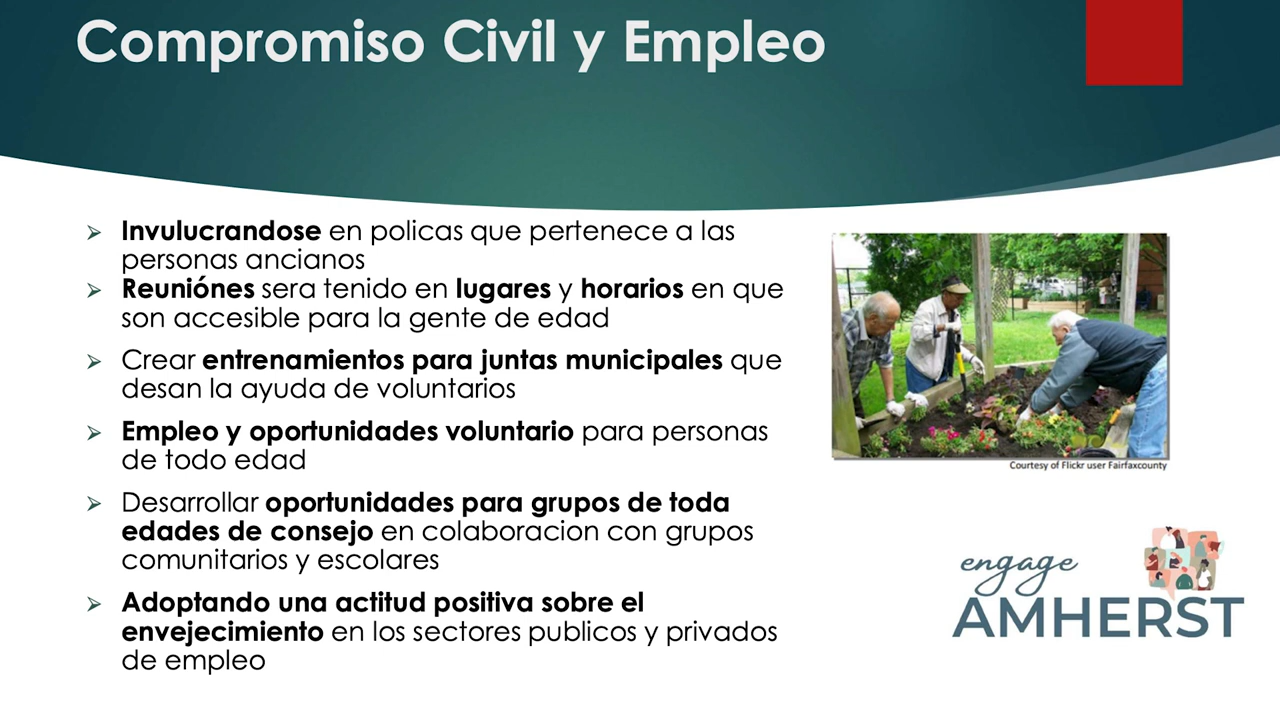 Compromiso Civil y Empleo
Invulucrandose en policas que pertenece a las
personas ancianos
Reuniónes sera tenido en lugares y horarios en que
son accesible para la gente de edad
Crear entrenamientos para juntas municipales que
desan la ayuda de voluntarios
Empleo y oportunidades voluntario para personas
de todo edad
Desarrollar oportunidades para grupos de toda
edades de consejo en colaboracion con grupos
comunitarios y escolares
Adoptando una actitud positiva sobre el
envejecimiento en los sectores publicos y privados
de empleo
Courtesy of Flickr user Fairfaxcounty
engage
AMHERST